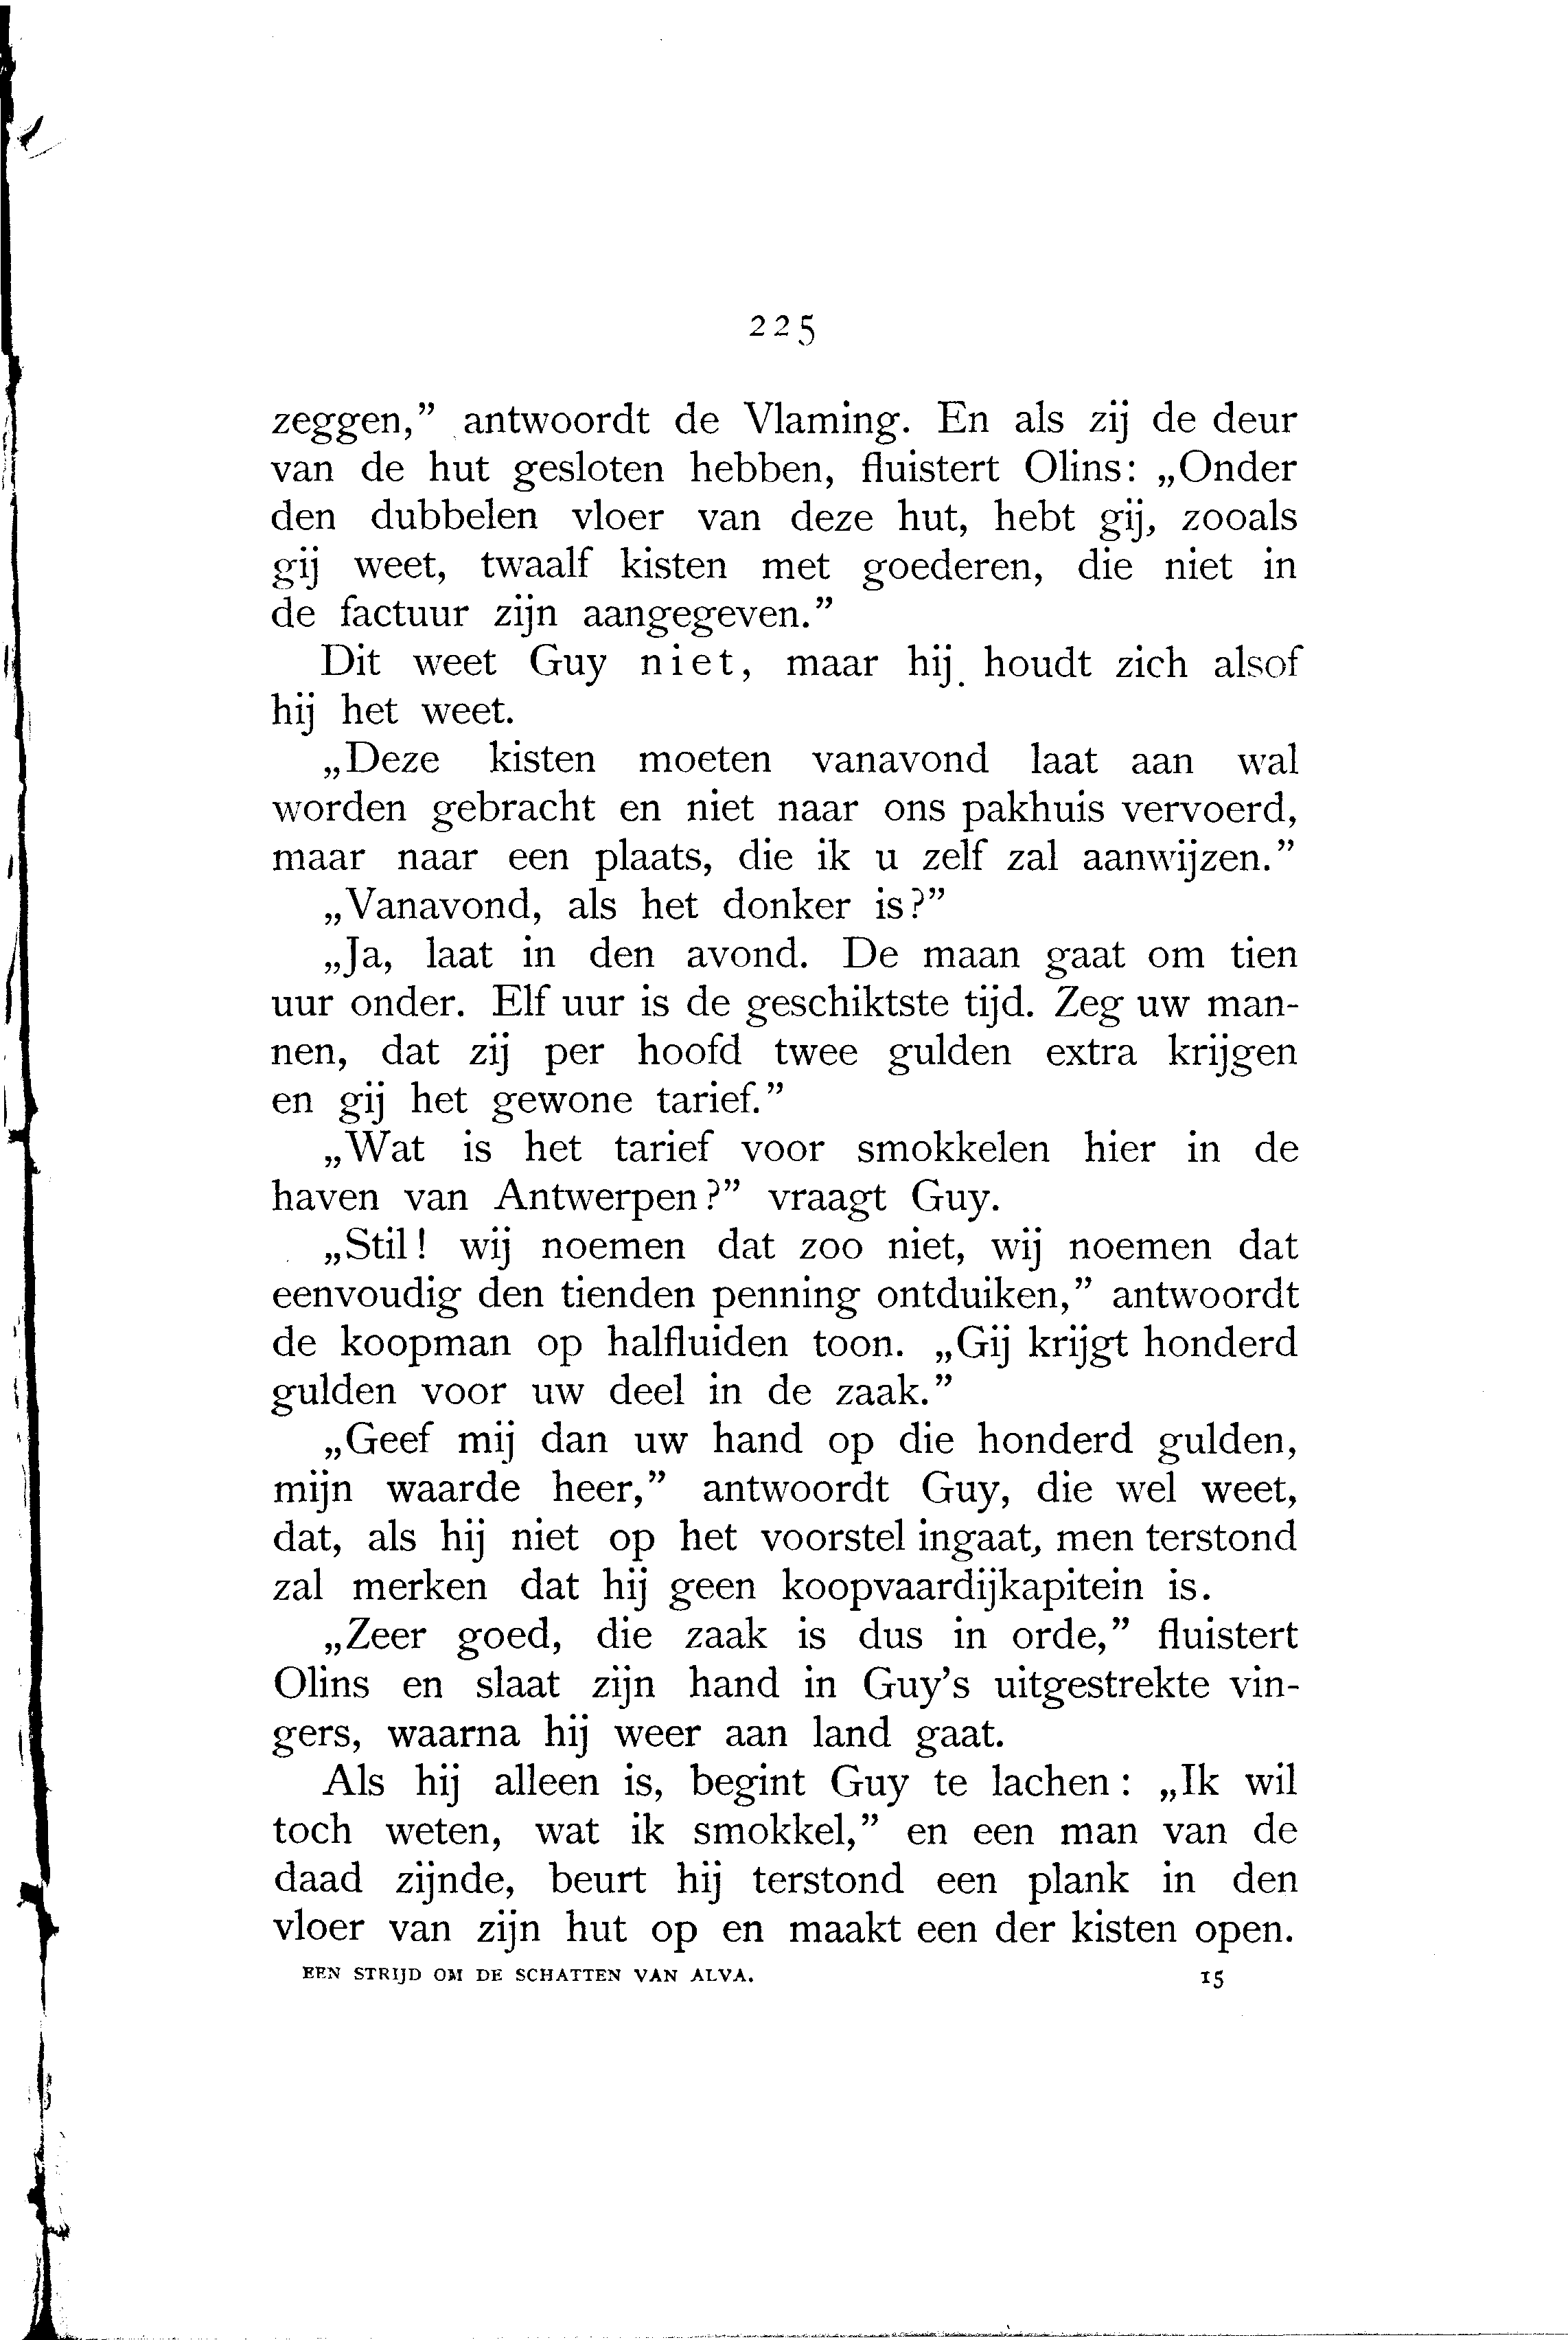 225
zeggen,” antwoordt de Vlaming. En als zij de deur
van de hut gesloten hebben, fluistert Olins: „Onder
den dubbelen vloer van deze hut, hebt gij, zooals
gij weet, twaalf kisten met goederen, die niet in
de factuur zijn aangegeven.”
Dit weet Guy niet, maar hij houdt zich alsof
hij het weet.
„Deze kisten moeten vanavond laat aan wal
worden gebracht en niet naar ons pakhuis vervoerd,
maar naar een plaats, die ik u zelf zal aanwijzen.”
„Vanavond, als het donker is?”
„Ja, laat in den avond. De maan gaat om tien
uur onder. Elf uur is de geschiktste tijd. Zeg uw man-
nen, dat zij per hoofd twee gulden extra krijgen
en gij het gewone tarief.”
„Wat is het tarief voor smokkelen hier in de
haven van Antwerpen?” vraagt Guy.
„Stil! wij noemen dat zoo niet, wij noemen dat
eenvoudig den tienden penning ontduiken,” antwoordt
de koopman op halfluiden toon. „Gij krijgt honderd
gulden voor uw deel in de zaak.”
„Geef mij dan uw hand op die honderd gulden,
mijn waarde heer,” antwoordt Guy, die wel weet,
dat, als hij niet op het voorstel ingaat, men terstond
zal merken dat hij geen koopvaardijkapitein is.
„Zeer goed, die zaak is dus in orde,” fluistert
Olins en slaat zijn hand in Guy’s uitgestrekte vin-
gers, waarna hij weer aan land gaat.
Als hij alleen is, begint Guy te lachen: „Ik wil
toch weten, wat ik smokkel,” en een man van de
daad zijnde, beurt hij terstond een plank in den
vloer van zijn hut op en maakt een der kisten open.
EEN STRIJD OM DE SCHATTEN VAN ALVA. 15